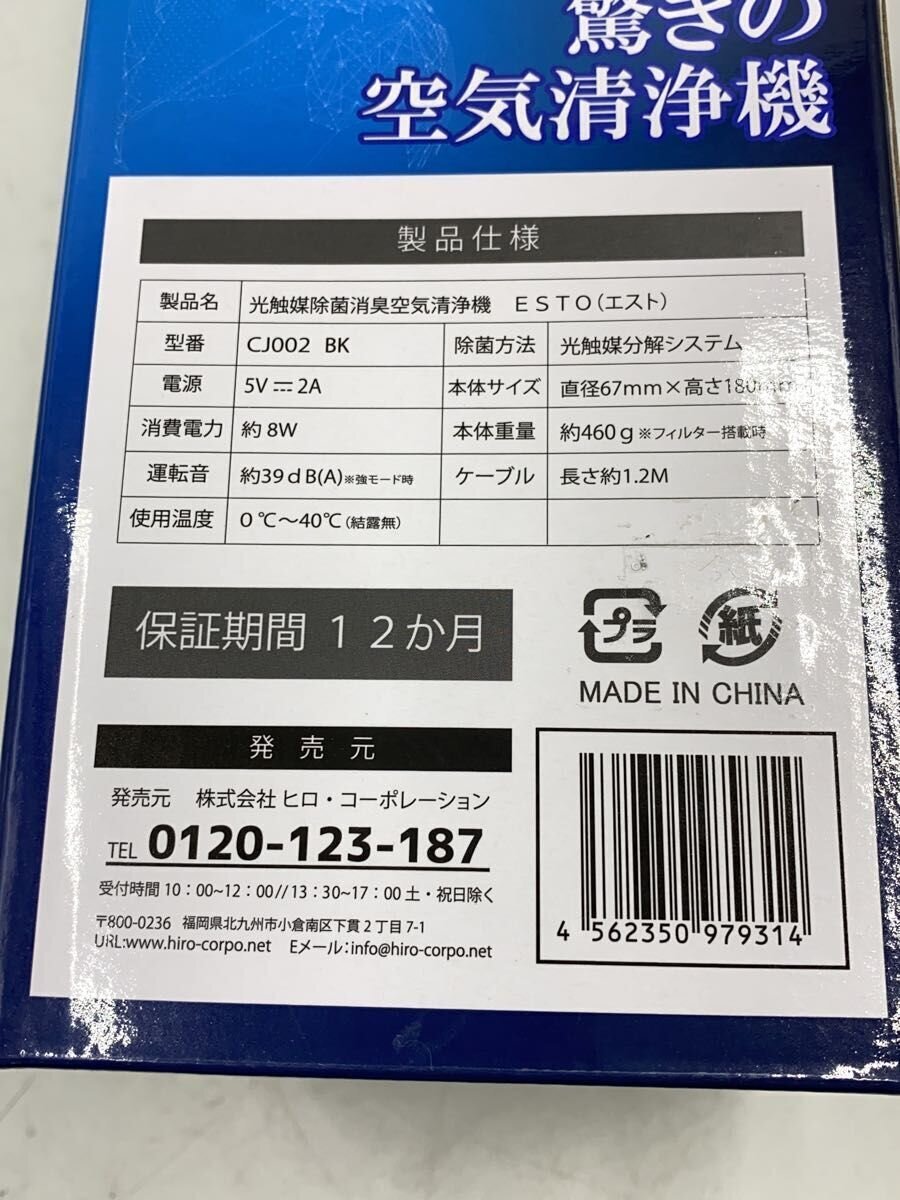 驚きの
空気清浄機
製品仕様
製品名 光触媒除菌消臭空気清浄機 ESTO(エスト)
型番 CJ002 BK 除菌方法 光触媒分解システム
電源 5V⎓2A 本体サイズ 直径67mm×高さ180mm
消費電力 約8W 本体重量 約460g ※フィルター搭載時
運転音 約39dB(A)※強モード時 ケーブル 長さ約1.2M
使用温度 0℃~40℃(結露無)
保証期間 12か月
プラ 紙
MADE IN CHINA
発売元
発売元 株式会社 ヒロ・コーポレーション
TEL 0120-123-187
受付時間 10:00~12:00//13:30~17:00 土・祝日除く
〒800-0236 福岡県北九州市小倉南区下貫2丁目7-1
URL:www.hiro-corpo.net Eメール:info@hiro-corpo.net
4 562350 979314